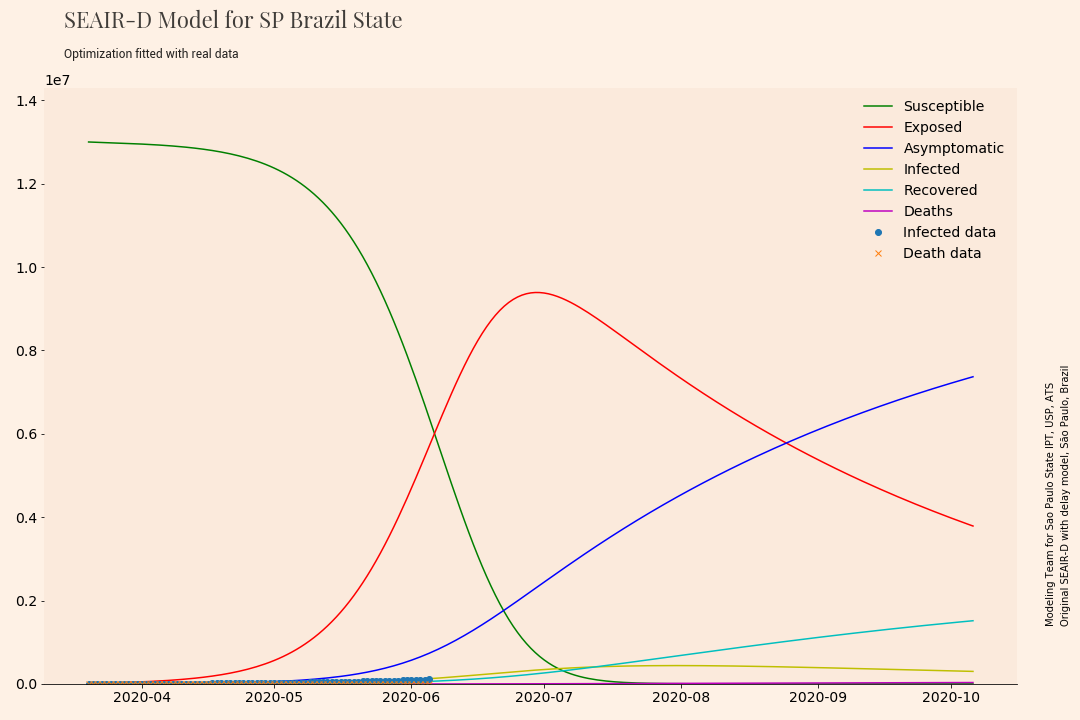 SEAIR-D Model for SP Brazil State
Optimization fitted with real data
1e7
1.4
1.2
1.0
0.8
0.6
0.4
0.2
0.0
Susceptible
Exposed
Asymptomatic
Infected
Recovered
Deaths
Infected data
Death data
2020-04
2020-05
2020-06
2020-07
2020-08
2020-09
2020-10
Modeling Team for Sao Paulo State IPT, USP, ATS
Original SEAIR-D with delay model, São Paulo, Brazil